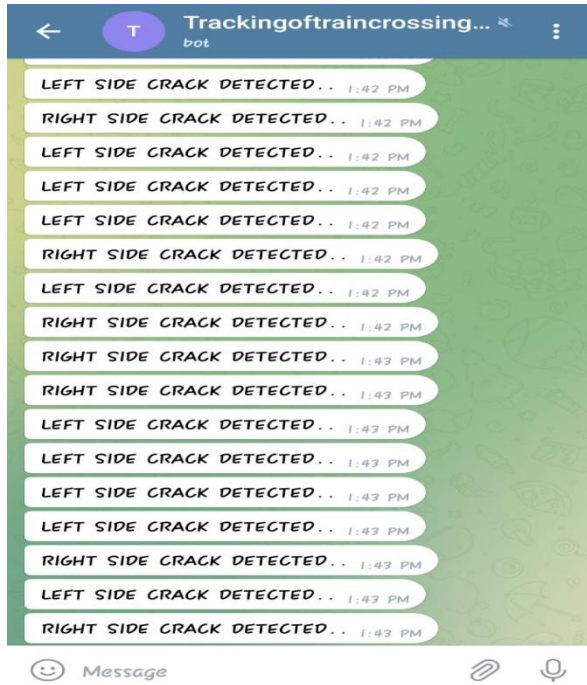 T
Trackingoftraincrossing...
bot
LEFT SIDE CRACK DETECTED.. 1:42 PM
RIGHT SIDE CRACK DETECTED.. 1:42 PM
LEFT SIDE CRACK DETECTED.. 1:42 PM
LEFT SIDE CRACK DETECTED.. 1:42 PM
LEFT SIDE CRACK DETECTED.. 1:42 PM
RIGHT SIDE CRACK DETECTED.. 1:42 PM
LEFT SIDE CRACK DETECTED.. 1:42 PM
RIGHT SIDE CRACK DETECTED.. 1:42 PM
RIGHT SIDE CRACK DETECTED.. 1:43 PM
RIGHT SIDE CRACK DETECTED.. 1:43 PM
LEFT SIDE CRACK DETECTED.. 1:43 PM
LEFT SIDE CRACK DETECTED.. 1:43 PM
LEFT SIDE CRACK DETECTED.. 1:43 PM
LEFT SIDE CRACK DETECTED.. 1:43 PM
RIGHT SIDE CRACK DETECTED.. 1:43 PM
LEFT SIDE CRACK DETECTED.. 1:43 PM
RIGHT SIDE CRACK DETECTED.. 1:43 PM
Message